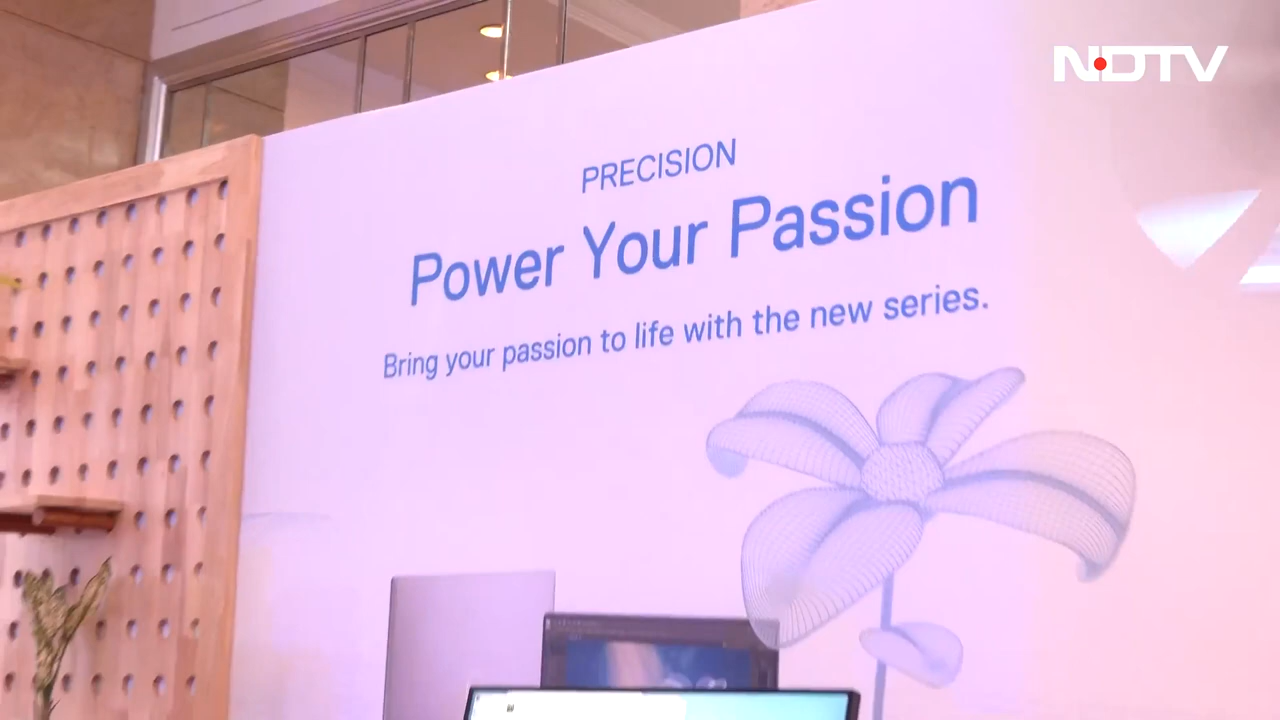 NDTV
PRECISION
Power Your Passion
Bring your passion to life with the new series.